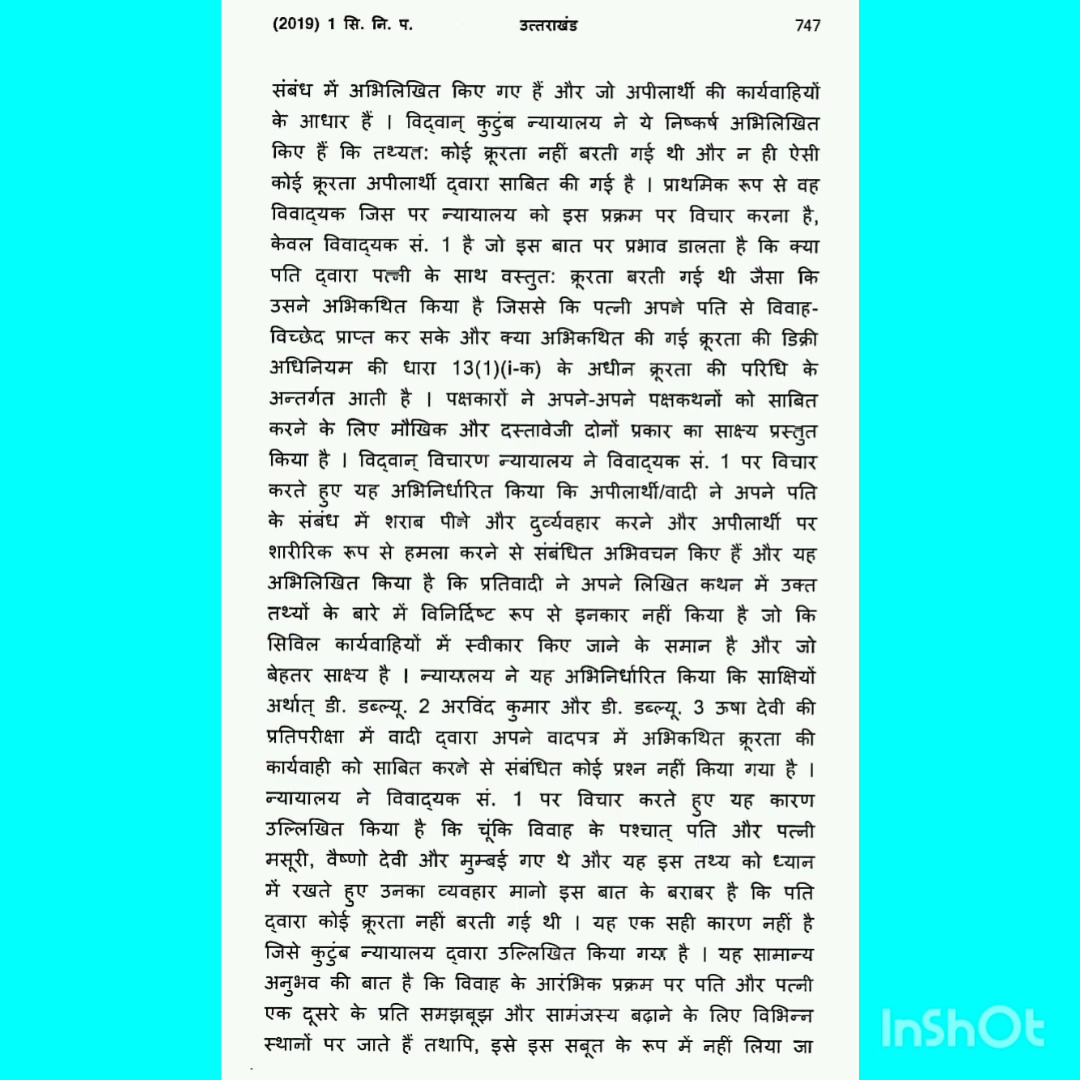 (2019) 1 सि. नि. प. उत्तराखंड 747
संबंध में अभिलिखित किए गए हैं और जो अपीलार्थी की कार्यवाहियों
के आधार हैं । विद्वान् कुटुंब न्यायालय ने ये निष्कर्ष अभिलिखित
किए हैं कि तथ्यत: कोई क्रूरता नहीं बरती गई थी और न ही ऐसी
कोई क्रूरता अपीलार्थी द्वारा साबित की गई है । प्राथमिक रूप से वह
विवाद्यक जिस पर न्यायालय को इस प्रक्रम पर विचार करना है,
केवल विवाद्यक सं. 1 है जो इस बात पर प्रभाव डालता है कि क्या
पति द्वारा पत्नी के साथ वस्तुत: क्रूरता बरती गई थी जैसा कि
उसने अभिकथित किया है जिससे कि पत्नी अपने पति से विवाह-
विच्छेद प्राप्त कर सके और क्या अभिकथित की गई क्रूरता की डिक्री
अधिनियम की धारा 13(1)(i-क) के अधीन क्रूरता की परिधि के
अन्तर्गत आती है । पक्षकारों ने अपने-अपने पक्षकथनों को साबित
करने के लिए मौखिक और दस्तावेजी दोनों प्रकार का साक्ष्य प्रस्तुत
किया है । विद्वान् विचारण न्यायालय ने विवाद्यक सं. 1 पर विचार
करते हुए यह अभिनिर्धारित किया कि अपीलार्थी/वादी ने अपने पति
के संबंध में शराब पीने और दुर्व्यवहार करने और अपीलार्थी पर
शारीरिक रूप से हमला करने से संबंधित अभिवचन किए हैं और यह
अभिलिखित किया है कि प्रतिवादी ने अपने लिखित कथन में उक्त
तथ्यों के बारे में विनिर्दिष्ट रूप से इनकार नहीं किया है जो कि
सिविल कार्यवाहियों में स्वीकार किए जाने के समान है और जो
बेहतर साक्ष्य है । न्यायालय ने यह अभिनिर्धारित किया कि साक्षियों
अर्थात् डी. डब्ल्यू. 2 अरविंद कुमार और डी. डब्ल्यू. 3 ऊषा देवी की
प्रतिपरीक्षा में वादी द्वारा अपने वादपत्र में अभिकथित क्रूरता की
कार्यवाही को साबित करने से संबंधित कोई प्रश्न नहीं किया गया है ।
न्यायालय ने विवाद्यक सं. 1 पर विचार करते हुए यह कारण
उल्लिखित किया है कि चूंकि विवाह के पश्चात् पति और पत्नी
मसूरी, वैष्णो देवी और मुम्बई गए थे और यह इस तथ्य को ध्यान
में रखते हुए उनका व्यवहार मानो इस बात के बराबर है कि पति
द्वारा कोई क्रूरता नहीं बरती गई थी । यह एक सही कारण नहीं है
जिसे कुटुंब न्यायालय द्वारा उल्लिखित किया गया है । यह सामान्य
अनुभव की बात है कि विवाह के आरंभिक प्रक्रम पर पति और पत्नी
एक दूसरे के प्रति समझबूझ और सामंजस्य बढ़ाने के लिए विभिन्न
स्थानों पर जाते हैं तथापि, इसे इस सबूत के रूप में नहीं लिया जा
InShOt